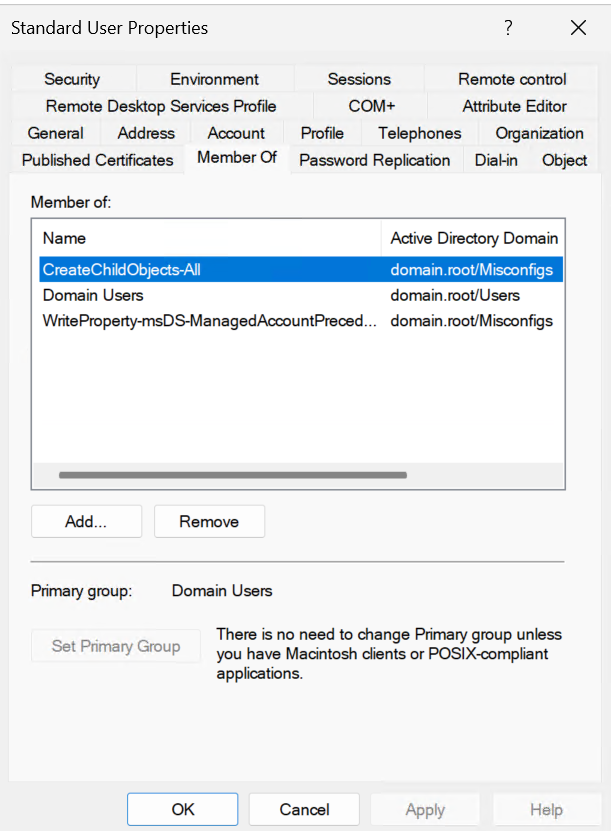 Standard User Properties ? ×
Security Environment Sessions Remote control
Remote Desktop Services Profile COM+ Attribute Editor
General Address Account Profile Telephones Organization
Published Certificates Member Of Password Replication Dial-in Object
Member of:
Name Active Directory Domain
CreateChildObjects-All domain.root/Misconfigs
Domain Users domain.root/Users
WriteProperty-msDS-ManagedAccountPreced... domain.root/Misconfigs
Add... Remove
Primary group: Domain Users
Set Primary Group
There is no need to change Primary group unless
you have Macintosh clients or POSIX-compliant
applications.
OK Cancel Apply Help